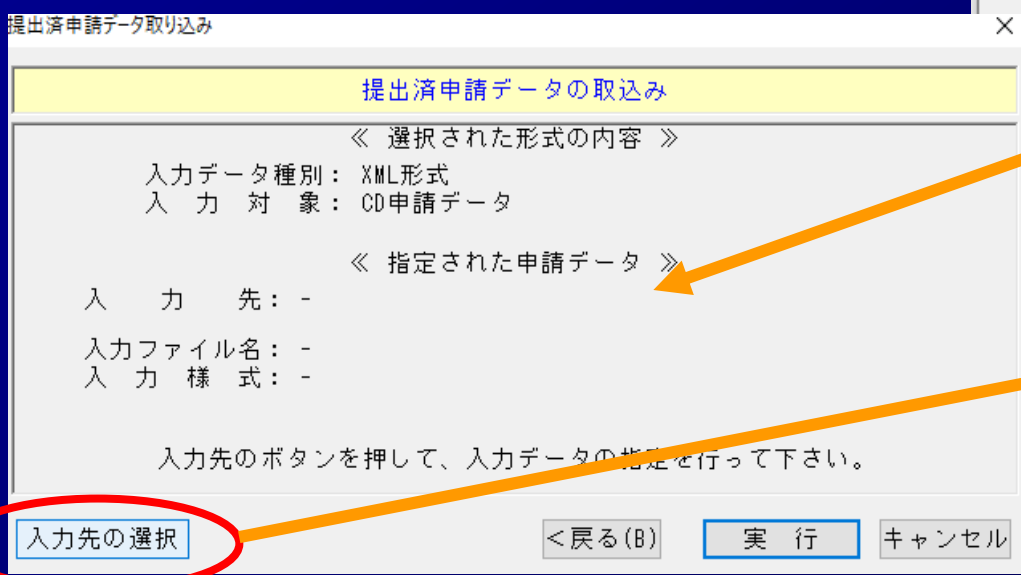 提出済申請データ取り込み
提出済申請データの取込み
≪ 選択された形式の内容 ≫
入力データ種別： XML形式
入　力　対　象： CD申請データ
≪ 指定された申請データ ≫
入　　力　　先： -
入力ファイル名： -
入　力　様　式： -
入力先のボタンを押して、入力データの指定を行って下さい。
入力先の選択 <戻る(B) 実　行 キャンセル